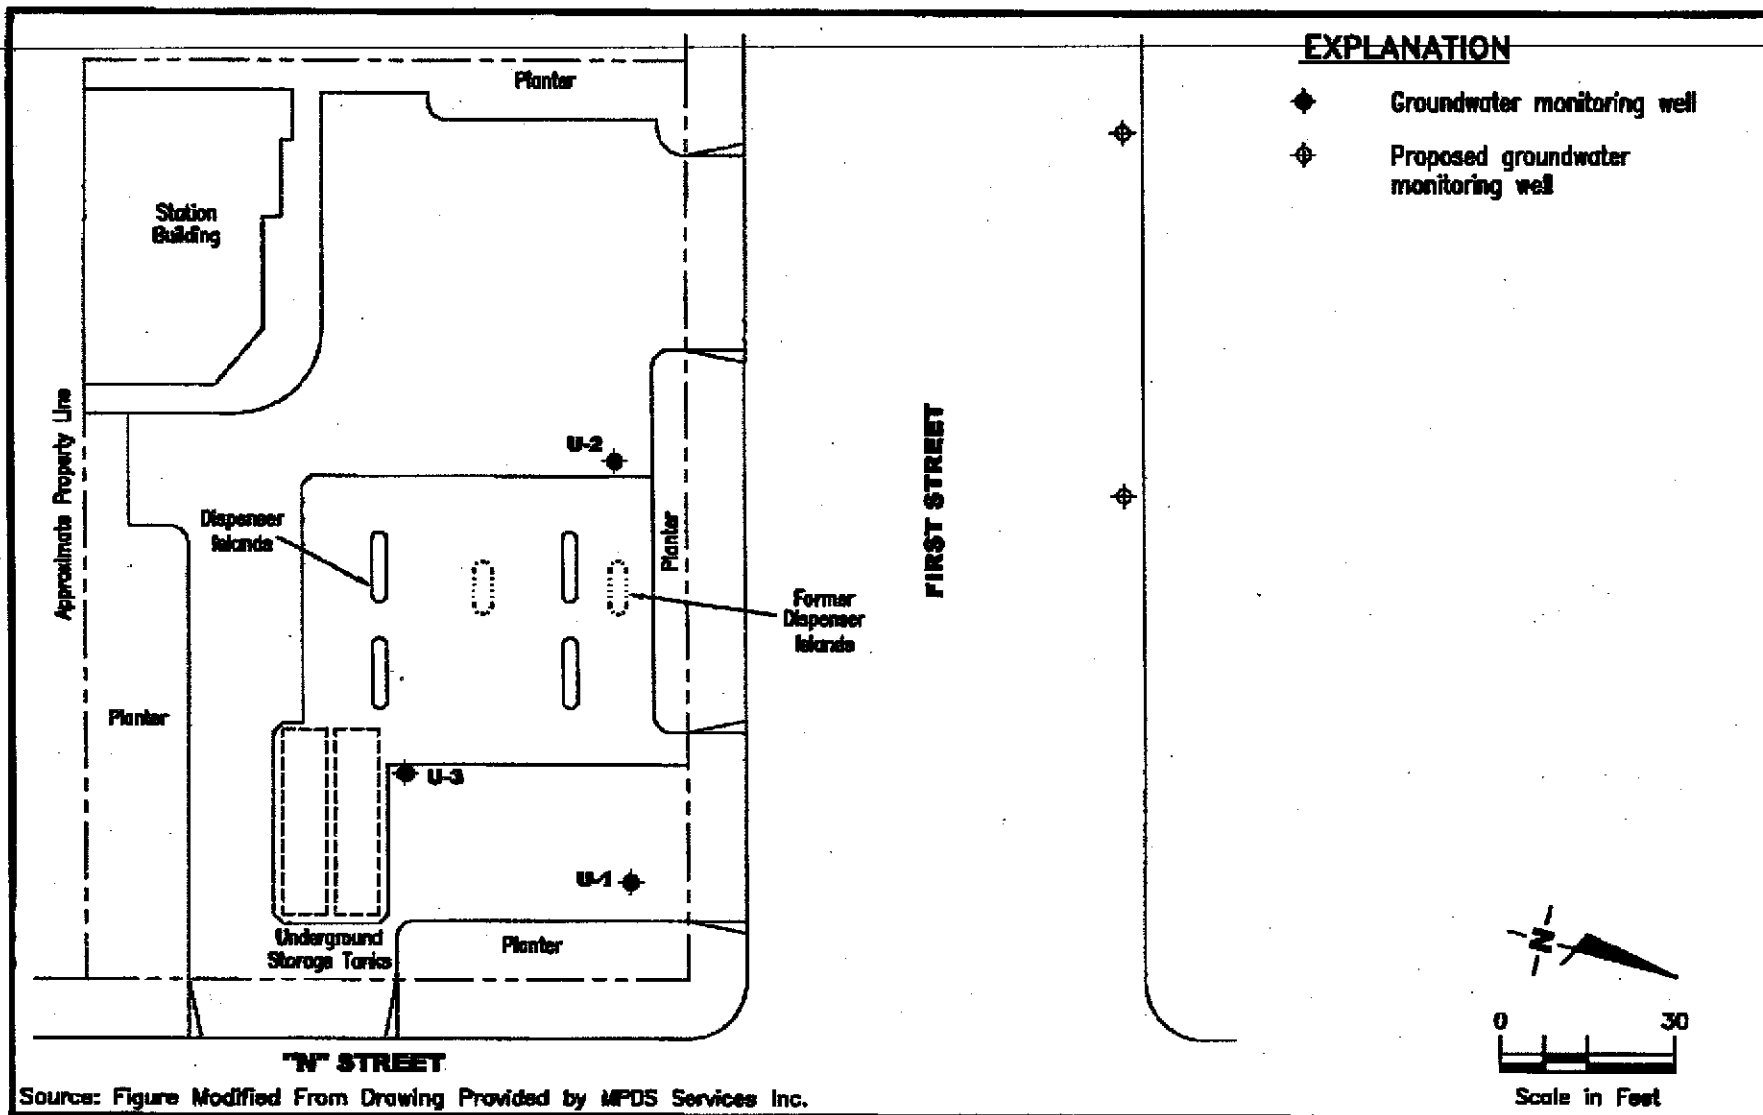 EXPLANATION
Groundwater monitoring well
Proposed groundwater
monitoring well
Planter
Station
Building
Approximate Property Line
U-2
Dispenser
Islands
Planter
FIRST STREET
Former
Dispenser
Islands
Planter
U-3
U-1
Underground
Storage Tanks
Planter
N
0 30
Scale in Feet
"N" STREET
Source: Figure Modified From Drawing Provided by MPDS Services Inc.